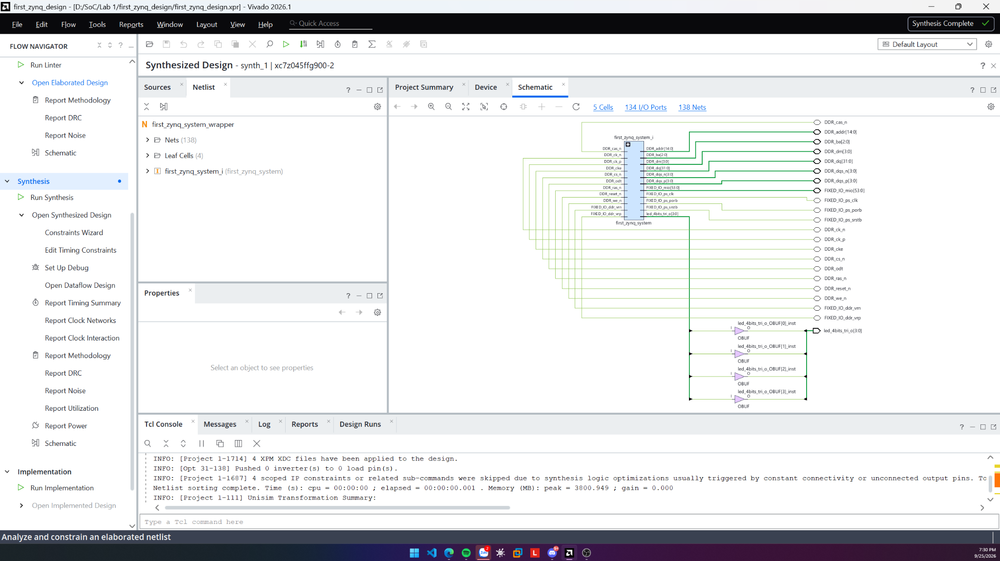 first_zynq_design - [D:/SoC/Lab 1/first_zynq_design/first_zynq_design.xpr] - Vivado 2026.1
File Edit Flow Tools Reports Window Layout View Help Quick Access
Synthesis Complete
FLOW NAVIGATOR
Default Layout
Run Linter
Open Elaborated Design
Report Methodology
Report DRC
Report Noise
Schematic
Synthesis
Run Synthesis
Open Synthesized Design
Constraints Wizard
Edit Timing Constraints
Set Up Debug
Open Dataflow Design
Report Timing Summary
Report Clock Networks
Report Clock Interaction
Report Methodology
Report DRC
Report Noise
Report Utilization
Report Power
Schematic
Implementation
Run Implementation
Open Implemented Design
Synthesized Design - synth_1 | xc7z045ffg900-2
Sources Netlist
first_zynq_system_wrapper
Nets (138)
Leaf Cells (4)
first_zynq_system_i (first_zynq_system)
Properties
Select an object to see properties
Project Summary Device Schematic
5 Cells 134 I/O Ports 138 Nets
first_zynq_system_i
DDR_cas_n
DDR_ck_n
DDR_ck_p
DDR_cke
DDR_cs_n
DDR_odt
DDR_ras_n
DDR_reset_n
DDR_we_n
FIXED_IO_ddr_vrn
FIXED_IO_ddr_vrp
DDR_addr[14:0]
DDR_ba[2:0]
DDR_dm[3:0]
DDR_dq[31:0]
DDR_dqs_n[3:0]
DDR_dqs_p[3:0]
FIXED_IO_mio[53:0]
FIXED_IO_ps_clk
FIXED_IO_ps_porb
FIXED_IO_ps_srstb
led_4bits_tri_o[3:0]
first_zynq_system
DDR_cas_n
DDR_addr[14:0]
DDR_ba[2:0]
DDR_dm[3:0]
DDR_dq[31:0]
DDR_dqs_n[3:0]
DDR_dqs_p[3:0]
FIXED_IO_mio[53:0]
FIXED_IO_ps_clk
FIXED_IO_ps_porb
FIXED_IO_ps_srstb
DDR_ck_n
DDR_ck_p
DDR_cke
DDR_cs_n
DDR_odt
DDR_ras_n
DDR_reset_n
DDR_we_n
FIXED_IO_ddr_vrn
FIXED_IO_ddr_vrp
led_4bits_tri_o[3:0]
led_4bits_tri_o_OBUF[0]_inst
I O
OBUF
led_4bits_tri_o_OBUF[1]_inst
I O
OBUF
led_4bits_tri_o_OBUF[2]_inst
I O
OBUF
led_4bits_tri_o_OBUF[3]_inst
I O
OBUF
Tcl Console Messages Log Reports Design Runs
INFO: [Project 1-1714] 4 XPM XDC files have been applied to the design.
INFO: [Opt 31-138] Pushed 0 inverter(s) to 0 load pin(s).
INFO: [Project 1-1687] 4 scoped IP constraints or related sub-commands were skipped due to synthesis logic optimizations usually triggered by constant connectivity or unconnected output pins. To
Netlist sorting complete. Time (s): cpu = 00:00:00 ; elapsed = 00:00:00.001 . Memory (MB): peak = 3800.949 ; gain = 0.000
INFO: [Project 1-111] Unisim Transformation Summary:
Type a Tcl command here
Analyze and constrain an elaborated netlist
Zalo
2
L
9+
7:30 PM
9/25/2026